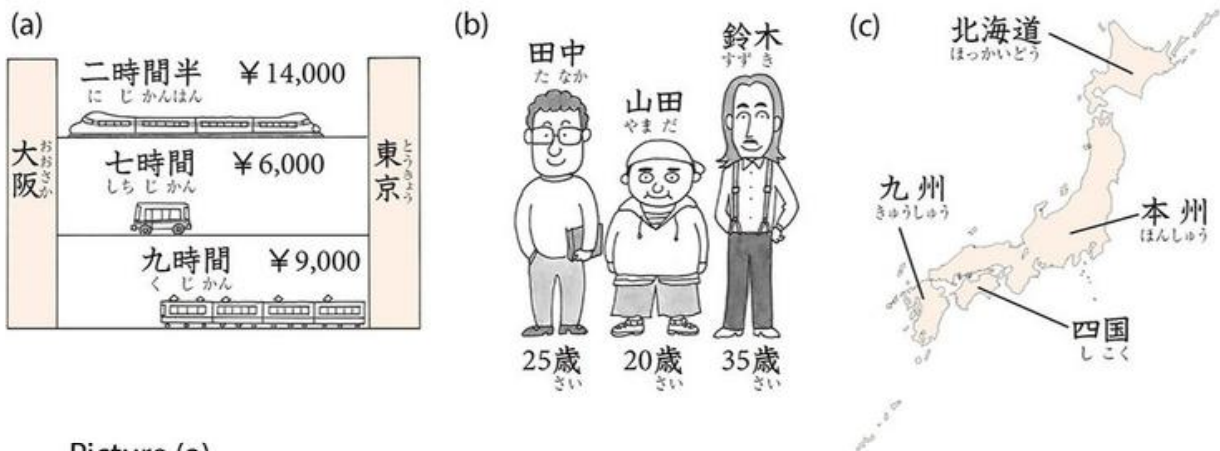 (a)
二時間半 ¥14,000
に じ かんはん
七時間 ¥6,000
しち じ かん
九時間 ¥9,000
く じ かん
大阪
おおさか
東京
とうきょう
(b)
田中
た なか
山田
やま だ
鈴木
すず き
25歳 20歳 35歳
さい さい さい
(c)
北海道
ほっかいどう
九州
きゅうしゅう
本州
ほんしゅう
四国
し こく
Picture (a)